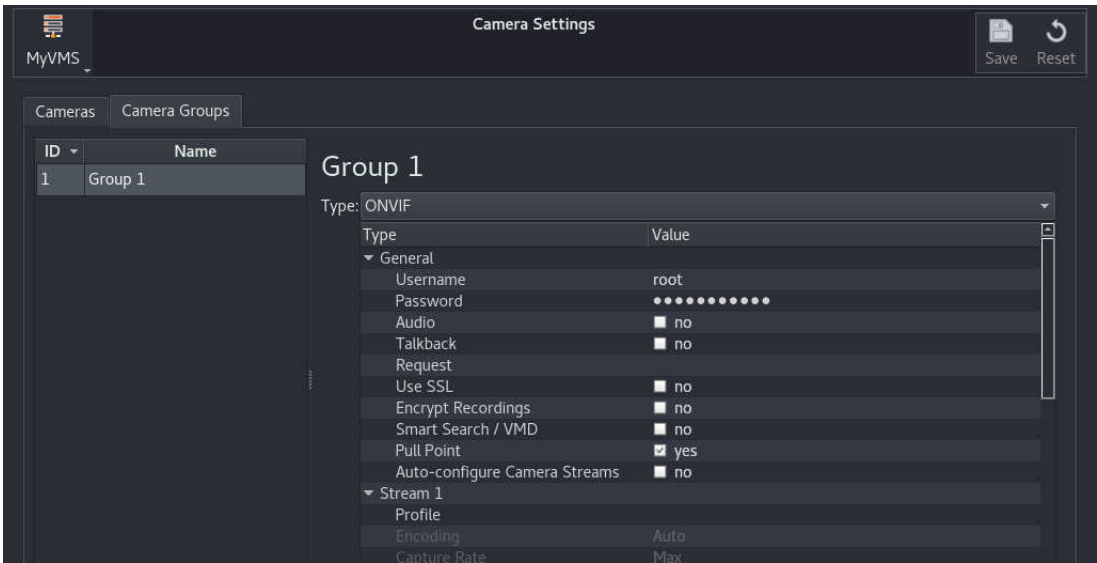 Camera Settings
MyVMS
Save Reset
Cameras Camera Groups
ID Name
1 Group 1
Group 1
Type: ONVIF
Type Value
General
Username root
Password ●●●●●●●●●●●
Audio no
Talkback no
Request
Use SSL no
Encrypt Recordings no
Smart Search / VMD no
Pull Point yes
Auto-configure Camera Streams no
Stream 1
Profile
Encoding Auto
Capture Rate Max